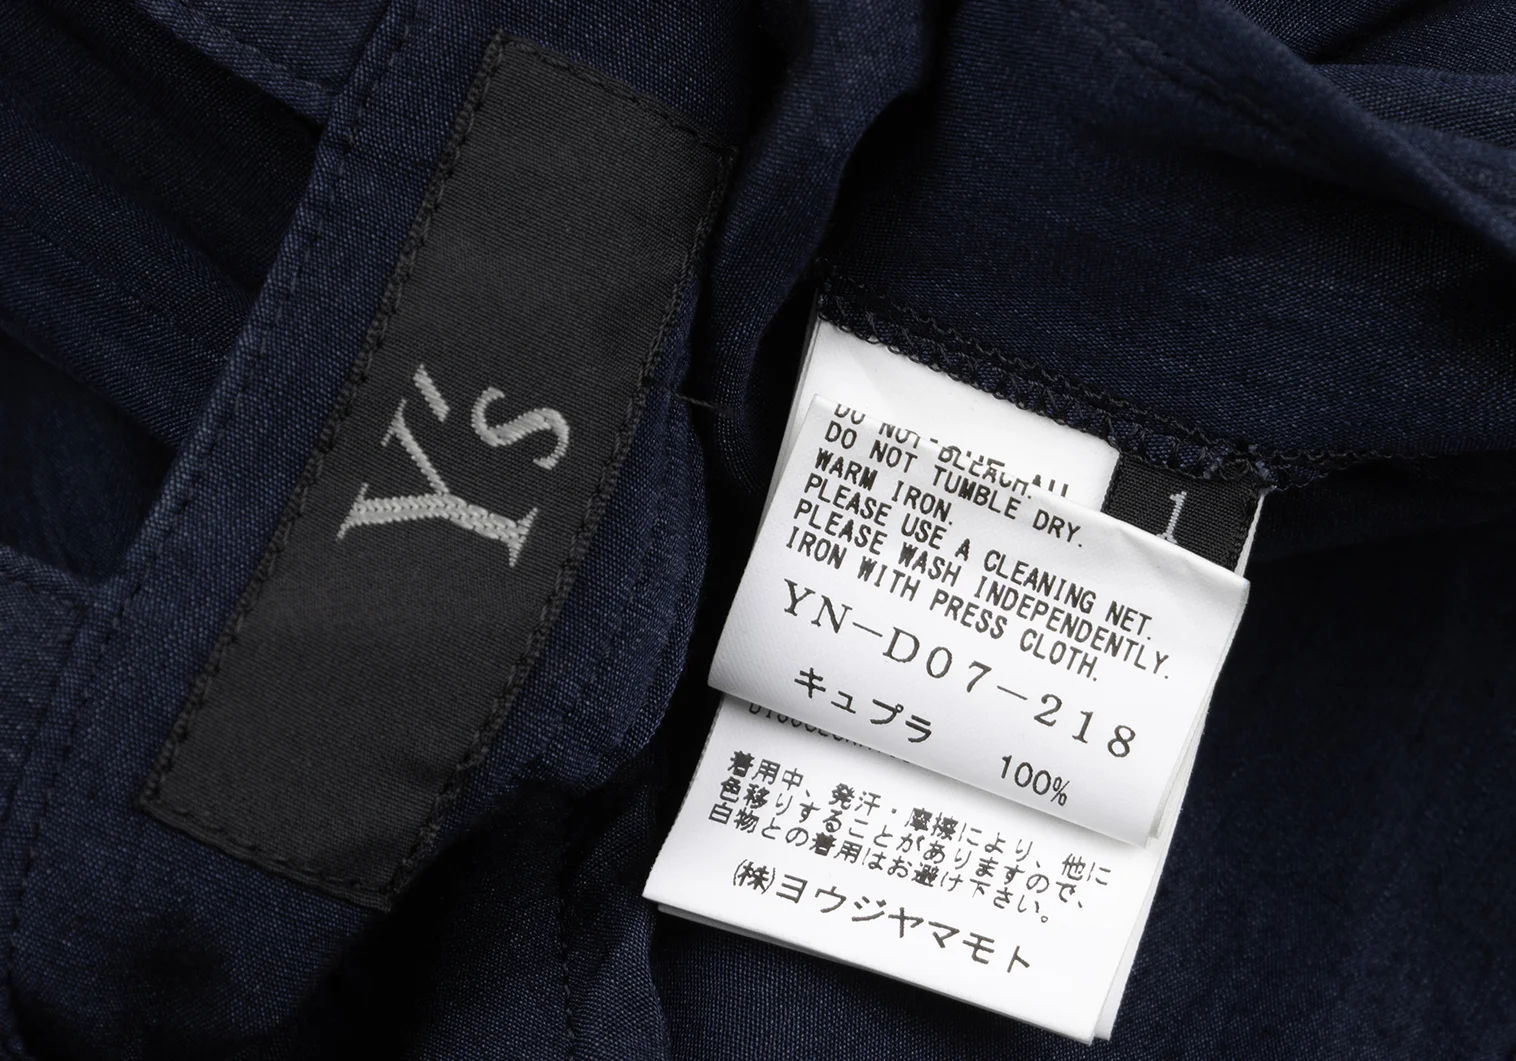 Y's
1
DO NOT BLEACH.
DO NOT TUMBLE DRY.
WARM IRON.
PLEASE USE A CLEANING NET.
PLEASE WASH INDEPENDENTLY.
IRON WITH PRESS CLOTH.
YN-D07-218
キュプラ 100%
着用中、発汗・摩擦により、他に
色移りすることがありますので、
白物との着用はお避け下さい。
㈱ヨウジヤマモト